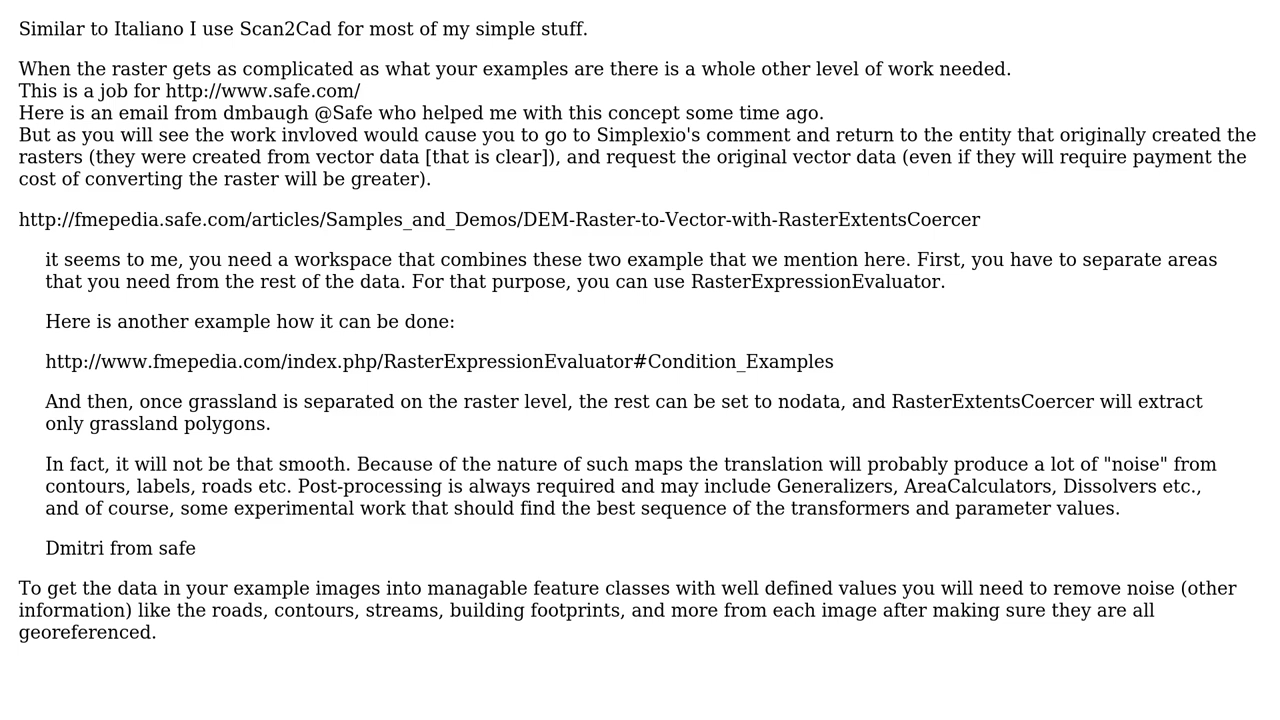 Similar to Italiano I use Scan2Cad for most of my simple stuff.
When the raster gets as complicated as what your examples are there is a whole other level of work needed.
This is a job for http://www.safe.com/
Here is an email from dmbaugh @Safe who helped me with this concept some time ago.
But as you will see the work invloved would cause you to go to Simplexio's comment and return to the entity that originally created the
rasters (they were created from vector data [that is clear]), and request the original vector data (even if they will require payment the
cost of converting the raster will be greater).
http://fmepedia.safe.com/articles/Samples_and_Demos/DEM-Raster-to-Vector-with-RasterExtentsCoercer
it seems to me, you need a workspace that combines these two example that we mention here. First, you have to separate areas
that you need from the rest of the data. For that purpose, you can use RasterExpressionEvaluator.
Here is another example how it can be done:
http://www.fmepedia.com/index.php/RasterExpressionEvaluator#Condition_Examples
And then, once grassland is separated on the raster level, the rest can be set to nodata, and RasterExtentsCoercer will extract
only grassland polygons.
In fact, it will not be that smooth. Because of the nature of such maps the translation will probably produce a lot of "noise" from
contours, labels, roads etc. Post-processing is always required and may include Generalizers, AreaCalculators, Dissolvers etc.,
and of course, some experimental work that should find the best sequence of the transformers and parameter values.
Dmitri from safe
To get the data in your example images into managable feature classes with well defined values you will need to remove noise (other
information) like the roads, contours, streams, building footprints, and more from each image after making sure they are all
georeferenced.